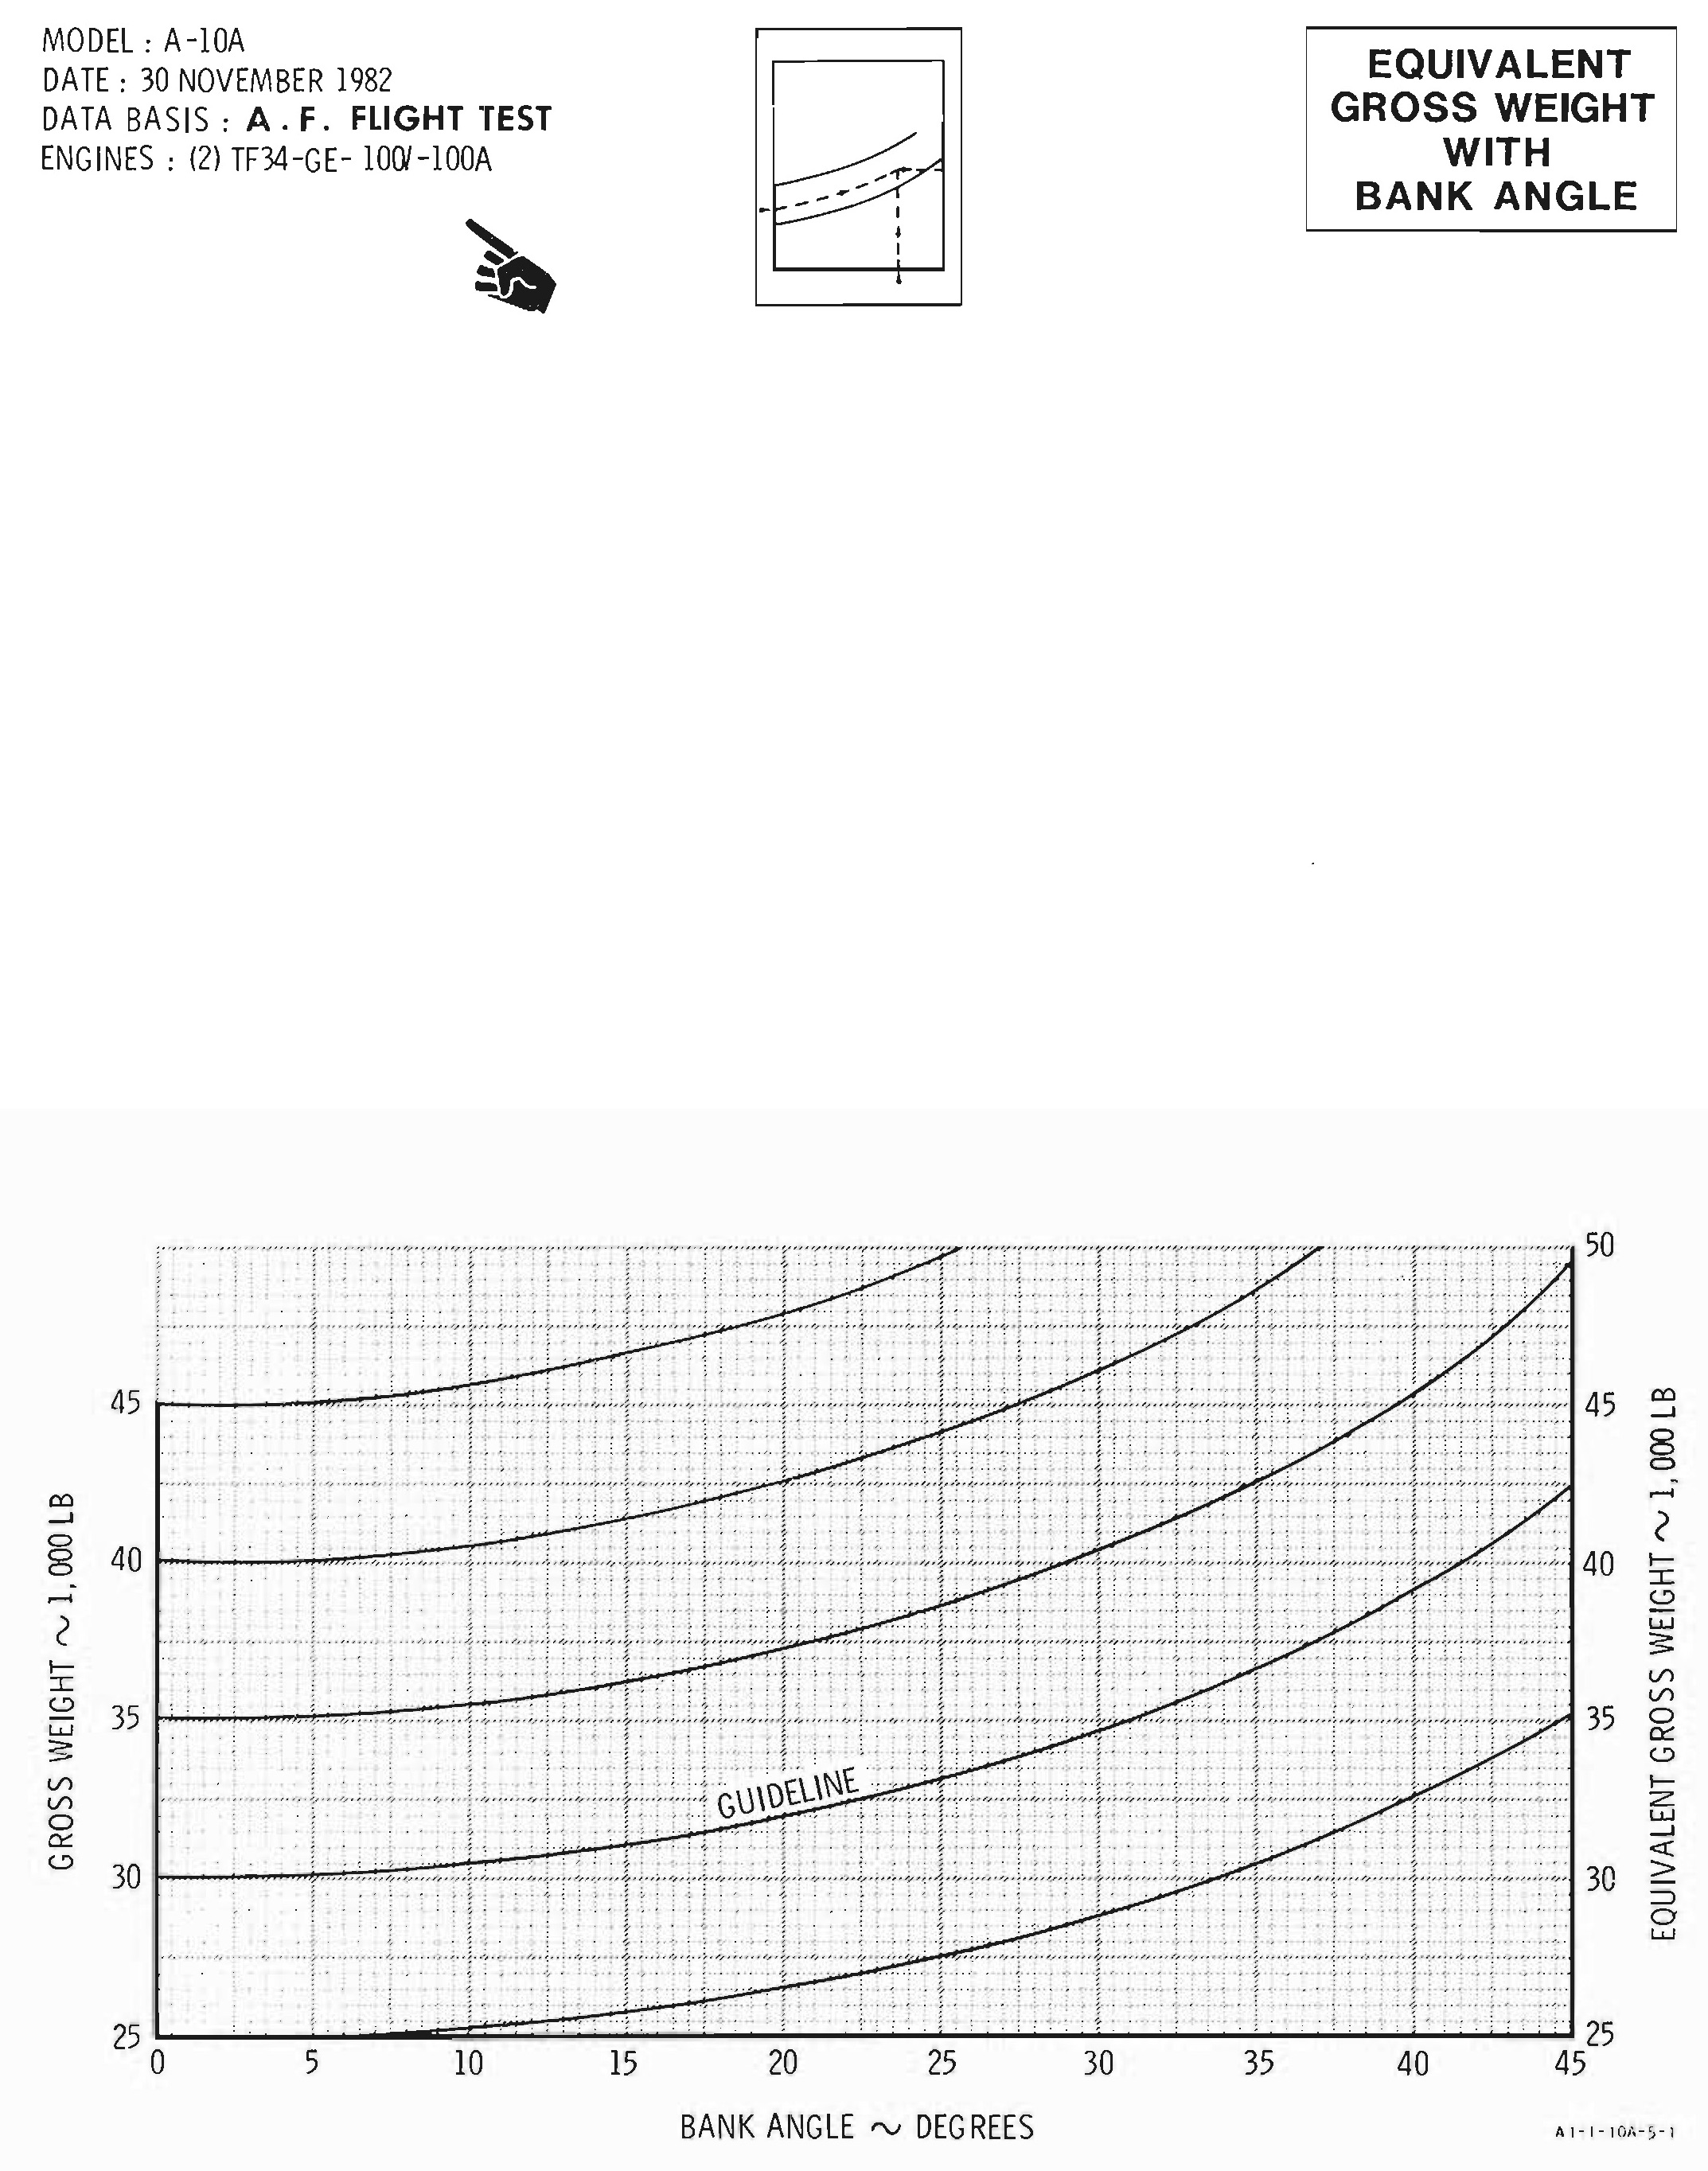 MODEL : A-10A
DATE : 30 NOVEMBER 1982
DATA BASIS : A.F. FLIGHT TEST
ENGINES : (2) TF34-GE-100/-100A
EQUIVALENT
GROSS WEIGHT
WITH
BANK ANGLE
50
45
45
40
40
35
35
30
30
25
25
GROSS WEIGHT ~ 1,000 LB
EQUIVALENT GROSS WEIGHT ~ 1,000 LB
GUIDELINE
0 5 10 15 20 25 30 35 40 45
BANK ANGLE ~ DEGREES
A1-1-10A-5-1